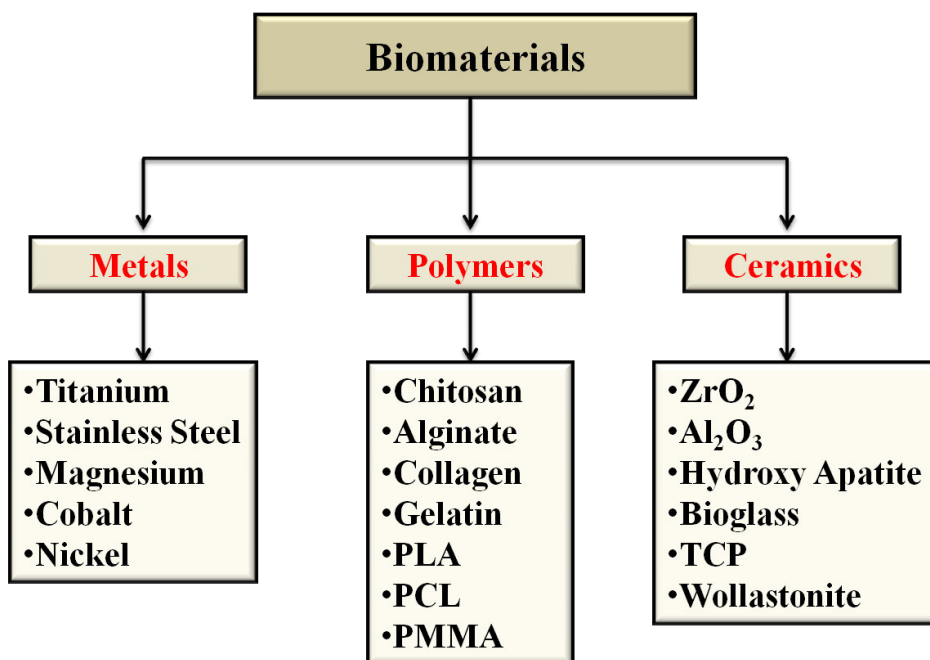 Biomaterials
Metals
Polymers
Ceramics
•Titanium
•Stainless Steel
•Magnesium
•Cobalt
•Nickel
•Chitosan
•Alginate
•Collagen
•Gelatin
•PLA
•PCL
•PMMA
•ZrO₂
•Al₂O₃
•Hydroxy Apatite
•Bioglass
•TCP
•Wollastonite